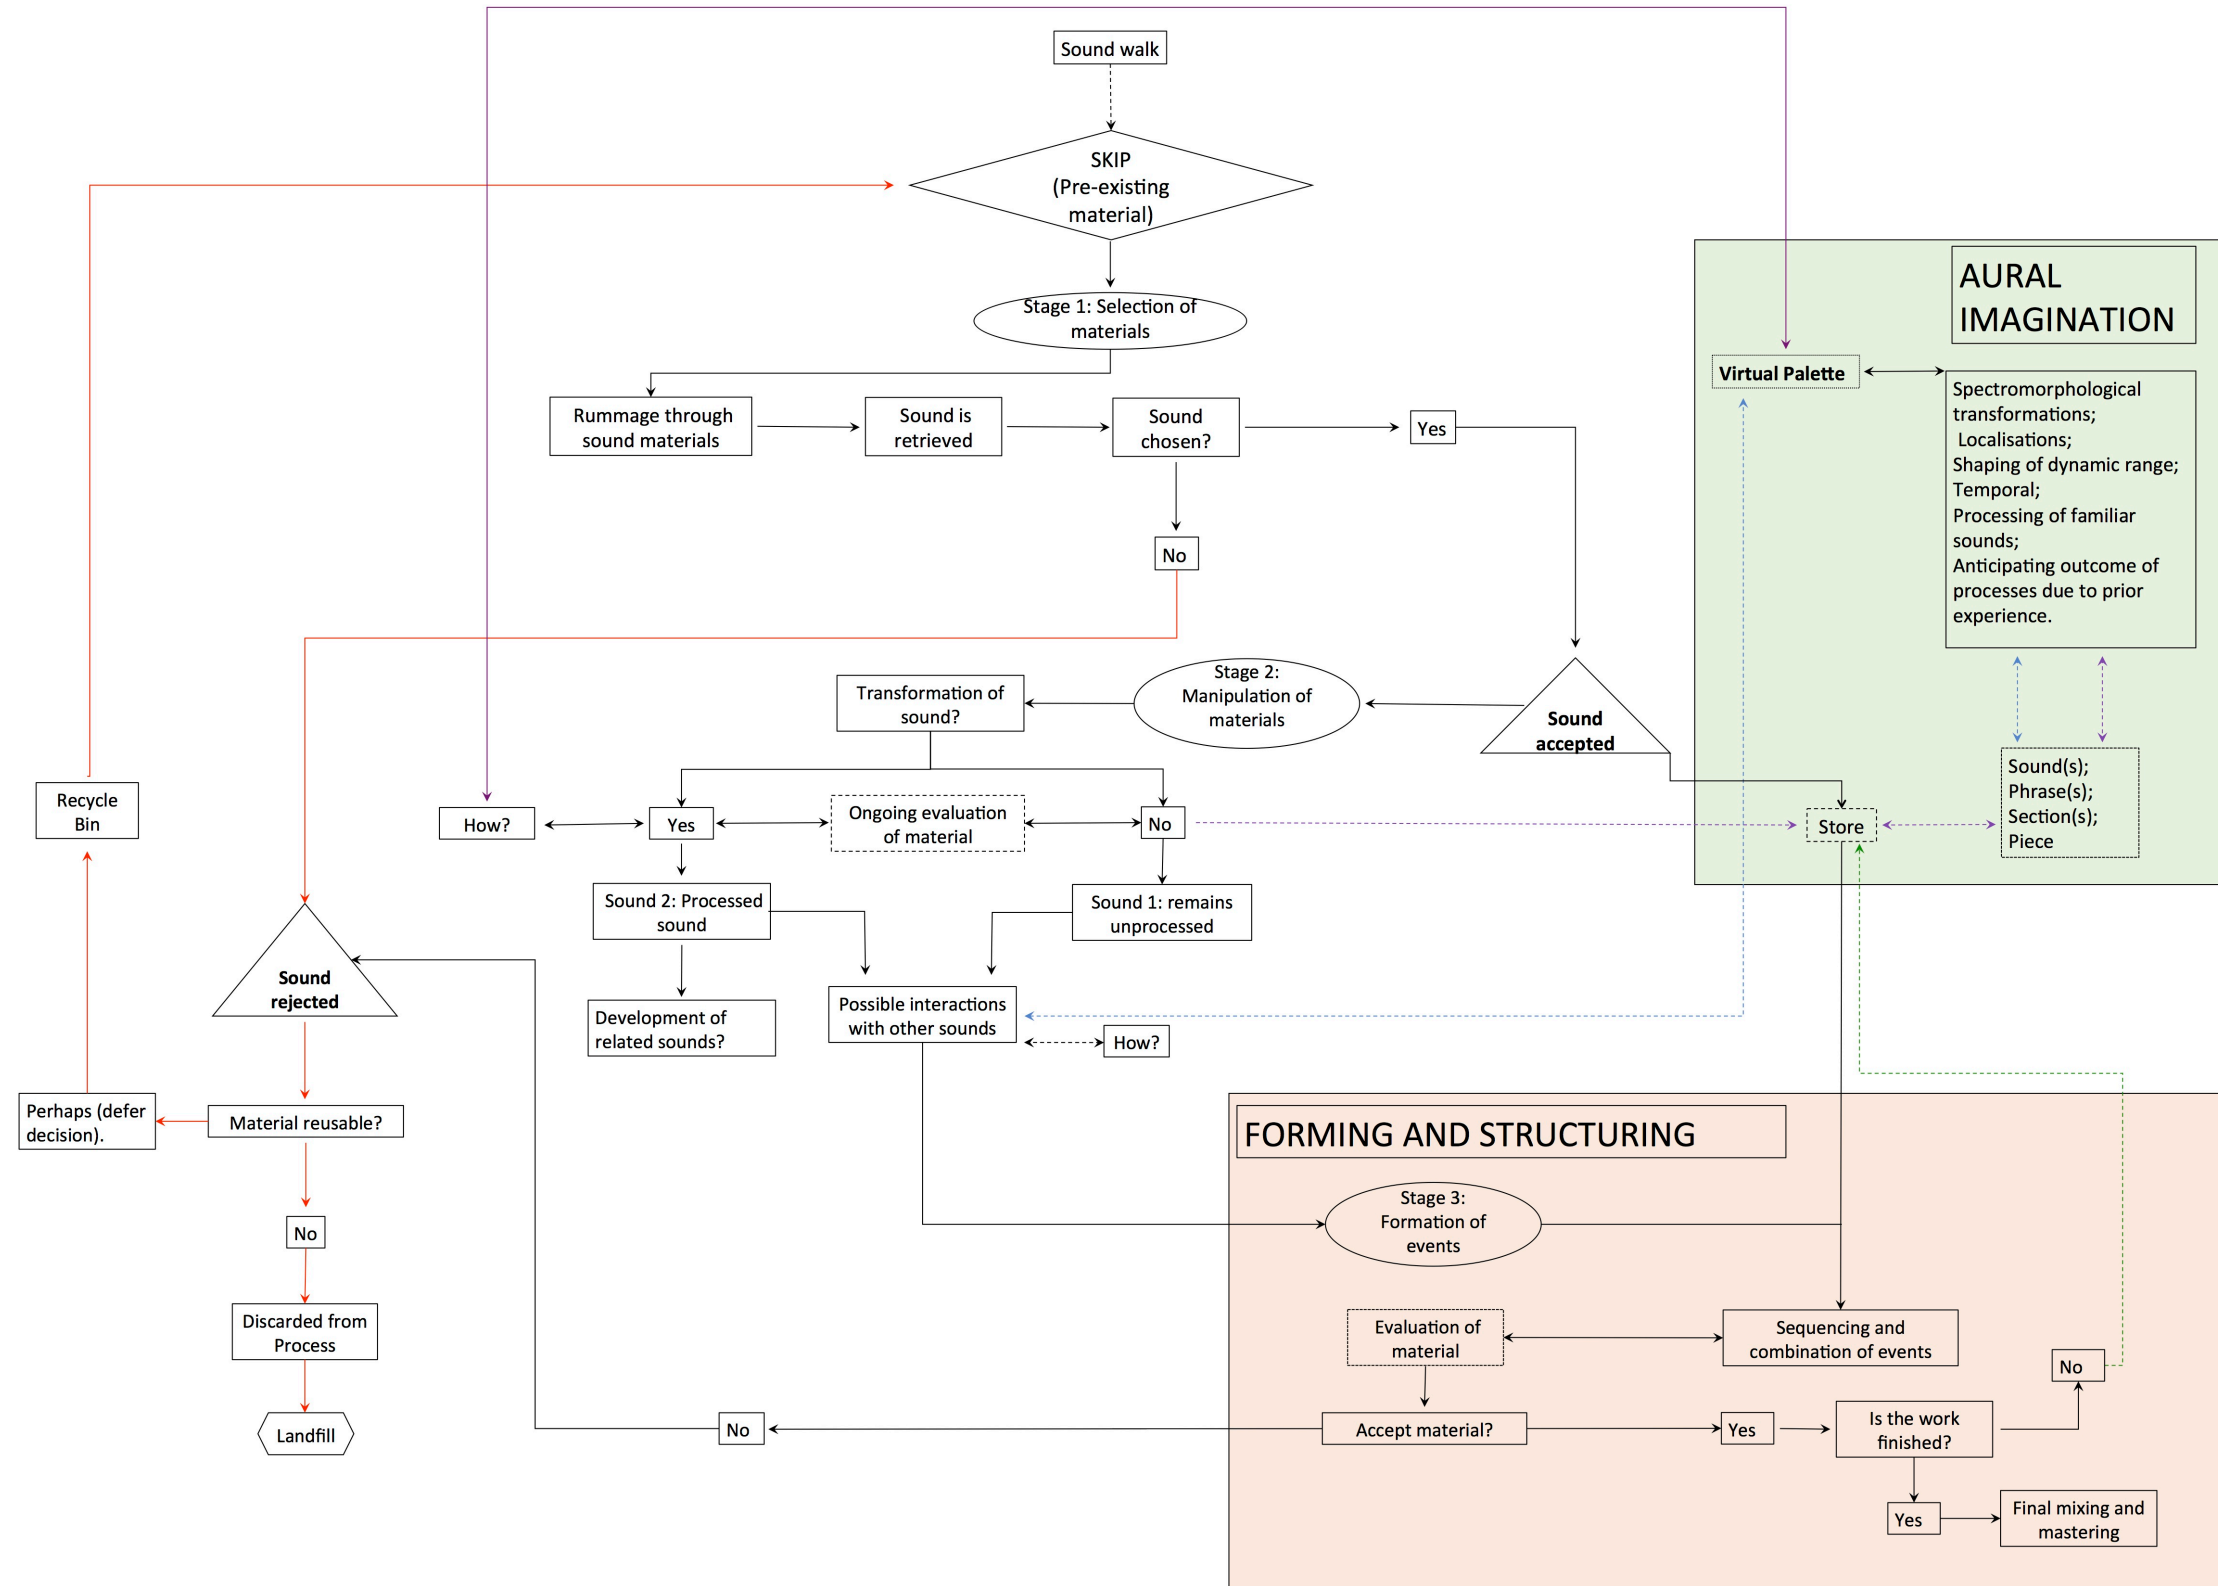 Sound walk
SKIP
(Pre-existing
material)
Stage 1: Selection of
materials
Rummage through
sound materials
Sound is
retrieved
Sound
chosen?
Yes
No
AURAL
IMAGINATION
Virtual Palette
Spectromorphological
transformations;
Localisations;
Shaping of dynamic range;
Temporal;
Processing of familiar
sounds;
Anticipating outcome of
processes due to prior
experience.
Sound
accepted
Stage 2:
Manipulation of
materials
Transformation of
sound?
Sound(s);
Phrase(s);
Section(s);
Piece
Store
Recycle
Bin
How?
Yes
Ongoing evaluation
of material
No
Sound 2: Processed
sound
Sound 1: remains
unprocessed
Sound
rejected
Development of
related sounds?
Possible interactions
with other sounds
How?
Perhaps (defer
decision).
Material reusable?
No
Discarded from
Process
Landfill
FORMING AND STRUCTURING
Stage 3:
Formation of
events
Evaluation of
material
Sequencing and
combination of events
No
No
Accept material?
Yes
Is the work
finished?
Yes
Final mixing and
mastering